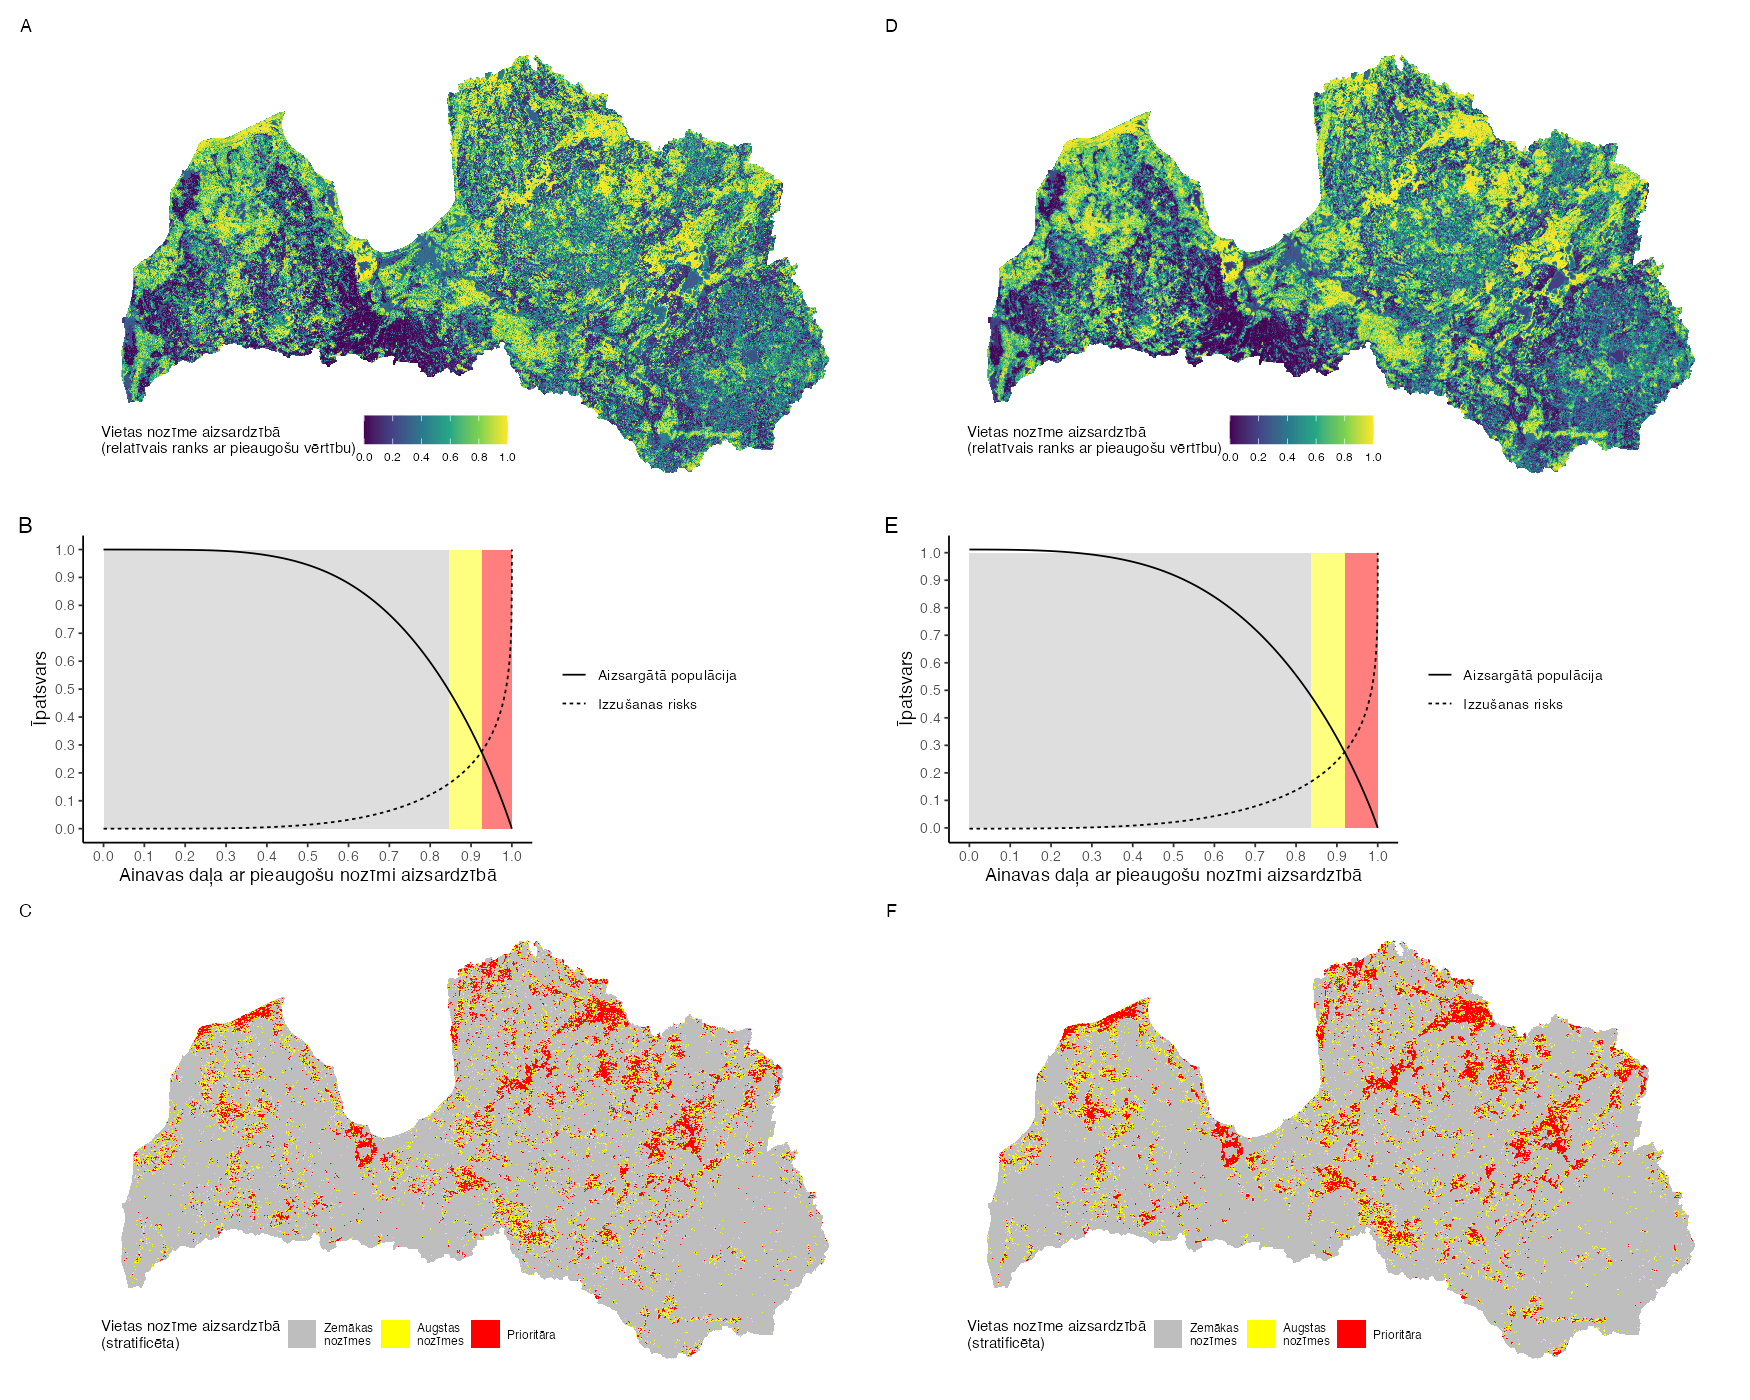 A
Vietas nozīme aizsardzībā
(relatīvais ranks ar pieaugošu vērtību)
0.0 0.2 0.4 0.6 0.8 1.0
D
Vietas nozīme aizsardzībā
(relatīvais ranks ar pieaugošu vērtību)
0.0 0.2 0.4 0.6 0.8 1.0
B
Īpatsvars
1.0
0.9
0.8
0.7
0.6
0.5
0.4
0.3
0.2
0.1
0.0
0.0 0.1 0.2 0.3 0.4 0.5 0.6 0.7 0.8 0.9 1.0
Ainavas daļa ar pieaugošu nozīmi aizsardzībā
Aizsargātā populācija
Izzušanas risks
E
Īpatsvars
1.0
0.9
0.8
0.7
0.6
0.5
0.4
0.3
0.2
0.1
0.0
0.0 0.1 0.2 0.3 0.4 0.5 0.6 0.7 0.8 0.9 1.0
Ainavas daļa ar pieaugošu nozīmi aizsardzībā
Aizsargātā populācija
Izzušanas risks
C
Vietas nozīme aizsardzībā
(stratificēta)
Zemākas
nozīmes
Augstas
nozīmes
Prioritāra
F
Vietas nozīme aizsardzībā
(stratificēta)
Zemākas
nozīmes
Augstas
nozīmes
Prioritāra